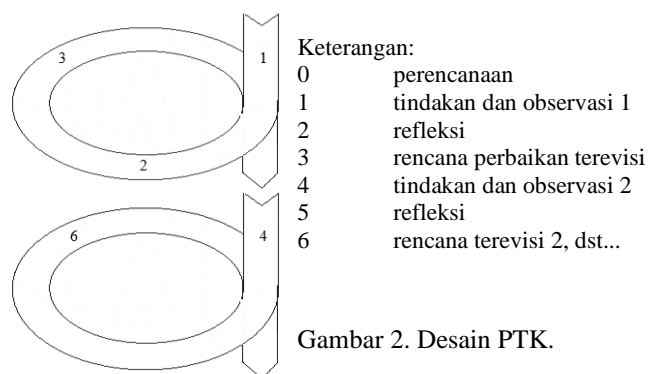 3
1
2
6
4
Keterangan:
0 perencanaan
1 tindakan dan observasi 1
2 refleksi
3 rencana perbaikan terevisi
4 tindakan dan observasi 2
5 refleksi
6 rencana terevisi 2, dst...
Gambar 2. Desain PTK.